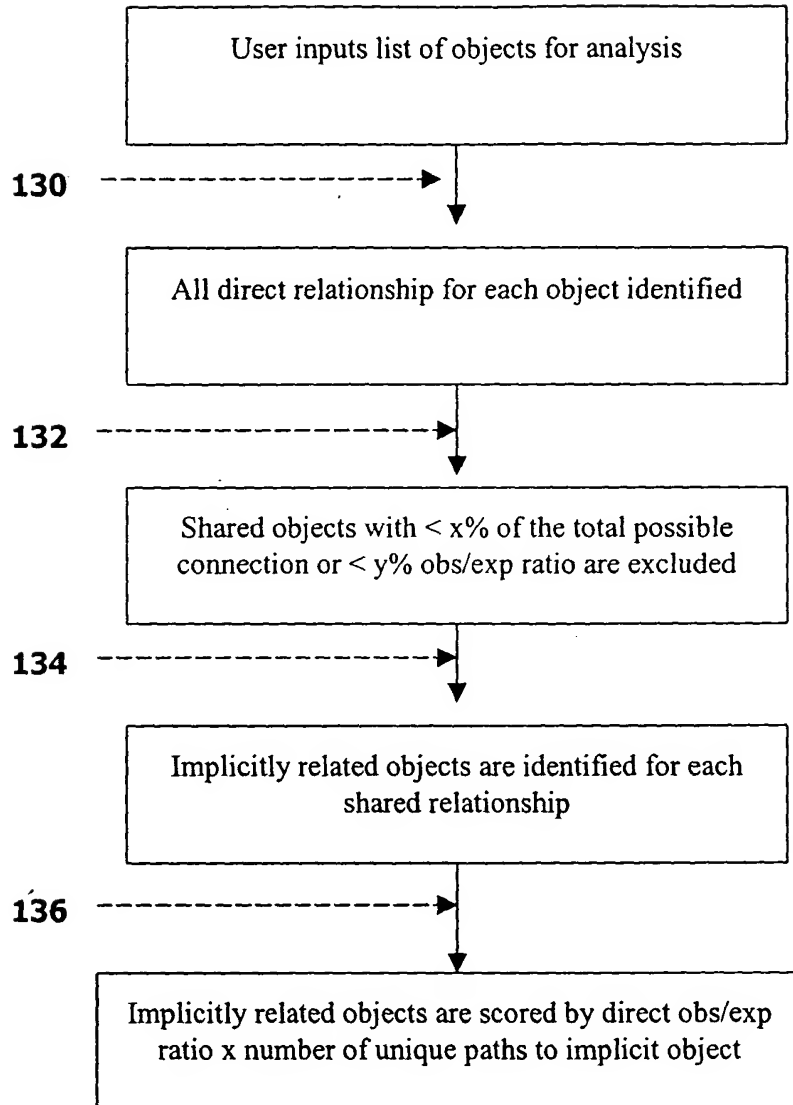 User inputs list of objects for analysis
130
All direct relationship for each object identified
132
Shared objects with < x% of the total possible
connection or < y% obs/exp ratio are excluded
134
Implicitly related objects are identified for each
shared relationship
136
Implicitly related objects are scored by direct obs/exp
ratio x number of unique paths to implicit object